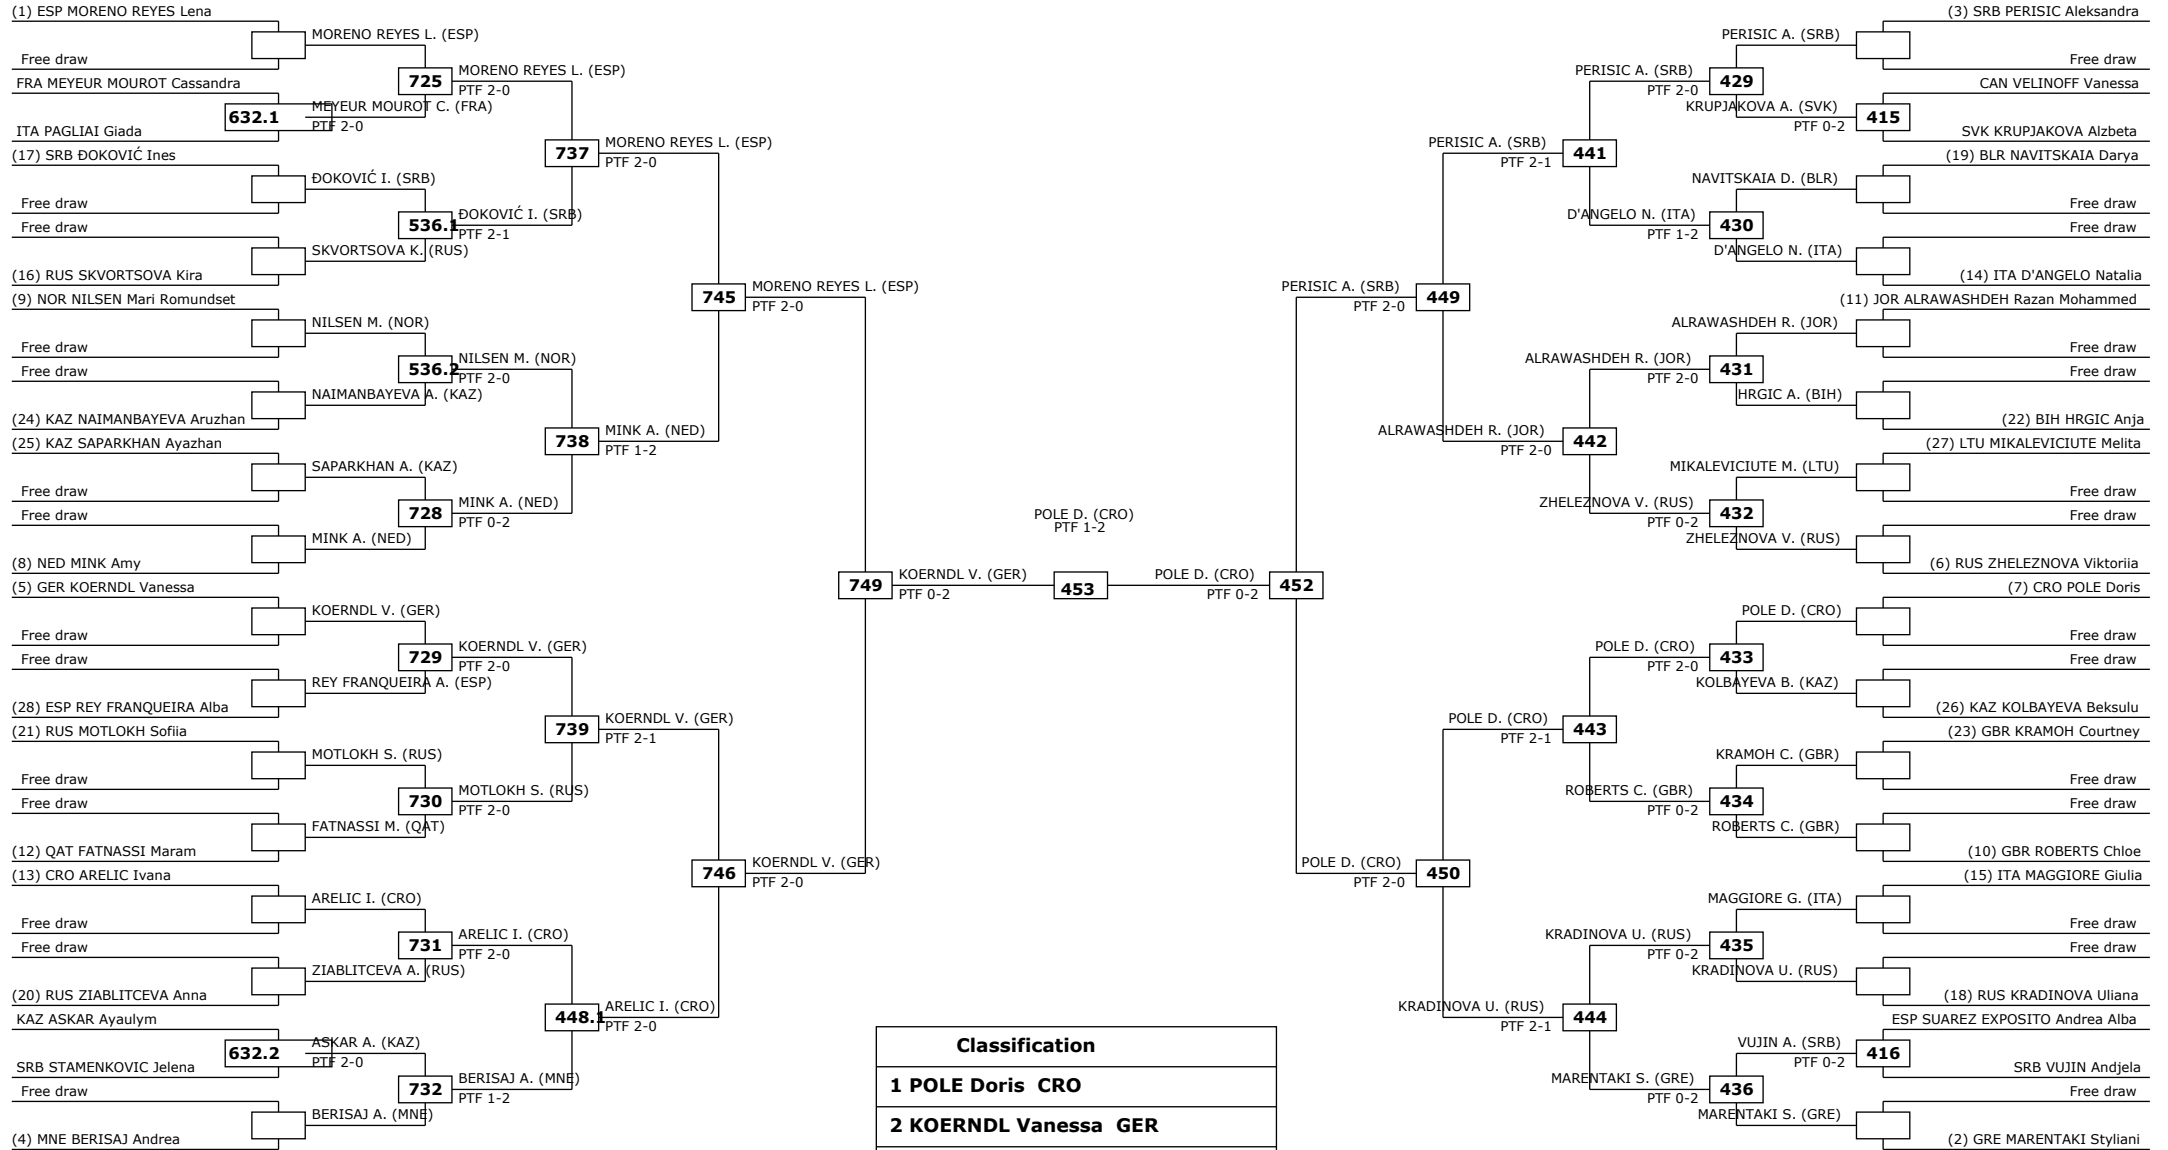 (1) ESP MORENO REYES Lena
MORENO REYES L. (ESP)
Free draw
725
MORENO REYES L. (ESP)
PTF 2-0
FRA MEYEUR MOUROT Cassandra
632.1
MEYEUR MOUROT C. (FRA)
PTF 2-0
ITA PAGLIAI Giada
737
MORENO REYES L. (ESP)
PTF 2-0
(17) SRB ĐOKOVIĆ Ines
ĐOKOVIĆ I. (SRB)
Free draw
536.1
ĐOKOVIĆ I. (SRB)
PTF 2-1
Free draw
SKVORTSOVA K. (RUS)
(16) RUS SKVORTSOVA Kira
745
MORENO REYES L. (ESP)
PTF 2-0
(9) NOR NILSEN Mari Romundset
NILSEN M. (NOR)
Free draw
536.2
NILSEN M. (NOR)
PTF 2-0
Free draw
NAIMANBAYEVA A. (KAZ)
(24) KAZ NAIMANBAYEVA Aruzhan
738
MINK A. (NED)
PTF 1-2
(25) KAZ SAPARKHAN Ayazhan
SAPARKHAN A. (KAZ)
Free draw
728
MINK A. (NED)
PTF 0-2
Free draw
MINK A. (NED)
(8) NED MINK Amy
749
KOERNDL V. (GER)
PTF 0-2
(5) GER KOERNDL Vanessa
KOERNDL V. (GER)
Free draw
729
KOERNDL V. (GER)
PTF 2-0
Free draw
REY FRANQUEIRA A. (ESP)
(28) ESP REY FRANQUEIRA Alba
739
KOERNDL V. (GER)
PTF 2-1
(21) RUS MOTLOKH Sofiia
MOTLOKH S. (RUS)
Free draw
730
MOTLOKH S. (RUS)
PTF 2-0
Free draw
FATNASSI M. (QAT)
(12) QAT FATNASSI Maram
746
KOERNDL V. (GER)
PTF 2-0
(13) CRO ARELIC Ivana
ARELIC I. (CRO)
Free draw
731
ARELIC I. (CRO)
PTF 2-0
Free draw
ZIABLITCEVA A. (RUS)
(20) RUS ZIABLITCEVA Anna
448.1
ARELIC I. (CRO)
PTF 2-0
KAZ ASKAR Ayaulym
632.2
ASKAR A. (KAZ)
PTF 2-0
SRB STAMENKOVIC Jelena
732
BERISAJ A. (MNE)
PTF 1-2
Free draw
BERISAJ A. (MNE)
(4) MNE BERISAJ Andrea
POLE D. (CRO)
PTF 1-2
453
(3) SRB PERISIC Aleksandra
PERISIC A. (SRB)
Free draw
PERISIC A. (SRB)
PTF 2-0
429
CAN VELINOFF Vanessa
KRUPJAKOVA A. (SVK)
PTF 0-2
415
SVK KRUPJAKOVA Alzbeta
PERISIC A. (SRB)
PTF 2-1
441
(19) BLR NAVITSKAIA Darya
NAVITSKAIA D. (BLR)
Free draw
D'ANGELO N. (ITA)
PTF 1-2
430
Free draw
D'ANGELO N. (ITA)
(14) ITA D'ANGELO Natalia
PERISIC A. (SRB)
PTF 2-0
449
(11) JOR ALRAWASHDEH Razan Mohammed
ALRAWASHDEH R. (JOR)
Free draw
ALRAWASHDEH R. (JOR)
PTF 2-0
431
Free draw
HRGIC A. (BIH)
(22) BIH HRGIC Anja
ALRAWASHDEH R. (JOR)
PTF 2-0
442
(27) LTU MIKALEVICIUTE Melita
MIKALEVICIUTE M. (LTU)
Free draw
ZHELEZNOVA V. (RUS)
PTF 0-2
432
Free draw
ZHELEZNOVA V. (RUS)
(6) RUS ZHELEZNOVA Viktoriia
POLE D. (CRO)
PTF 0-2
452
(7) CRO POLE Doris
POLE D. (CRO)
Free draw
POLE D. (CRO)
PTF 2-0
433
Free draw
KOLBAYEVA B. (KAZ)
(26) KAZ KOLBAYEVA Beksulu
POLE D. (CRO)
PTF 2-1
443
(23) GBR KRAMOH Courtney
KRAMOH C. (GBR)
Free draw
ROBERTS C. (GBR)
PTF 0-2
434
Free draw
ROBERTS C. (GBR)
(10) GBR ROBERTS Chloe
POLE D. (CRO)
PTF 2-0
450
(15) ITA MAGGIORE Giulia
MAGGIORE G. (ITA)
Free draw
KRADINOVA U. (RUS)
PTF 0-2
435
Free draw
KRADINOVA U. (RUS)
(18) RUS KRADINOVA Uliana
KRADINOVA U. (RUS)
PTF 2-1
444
ESP SUAREZ EXPOSITO Andrea Alba
VUJIN A. (SRB)
PTF 0-2
416
SRB VUJIN Andjela
MARENTAKI S. (GRE)
PTF 0-2
436
Free draw
MARENTAKI S. (GRE)
(2) GRE MARENTAKI Styliani
Classification
1 POLE Doris CRO
2 KOERNDL Vanessa GER